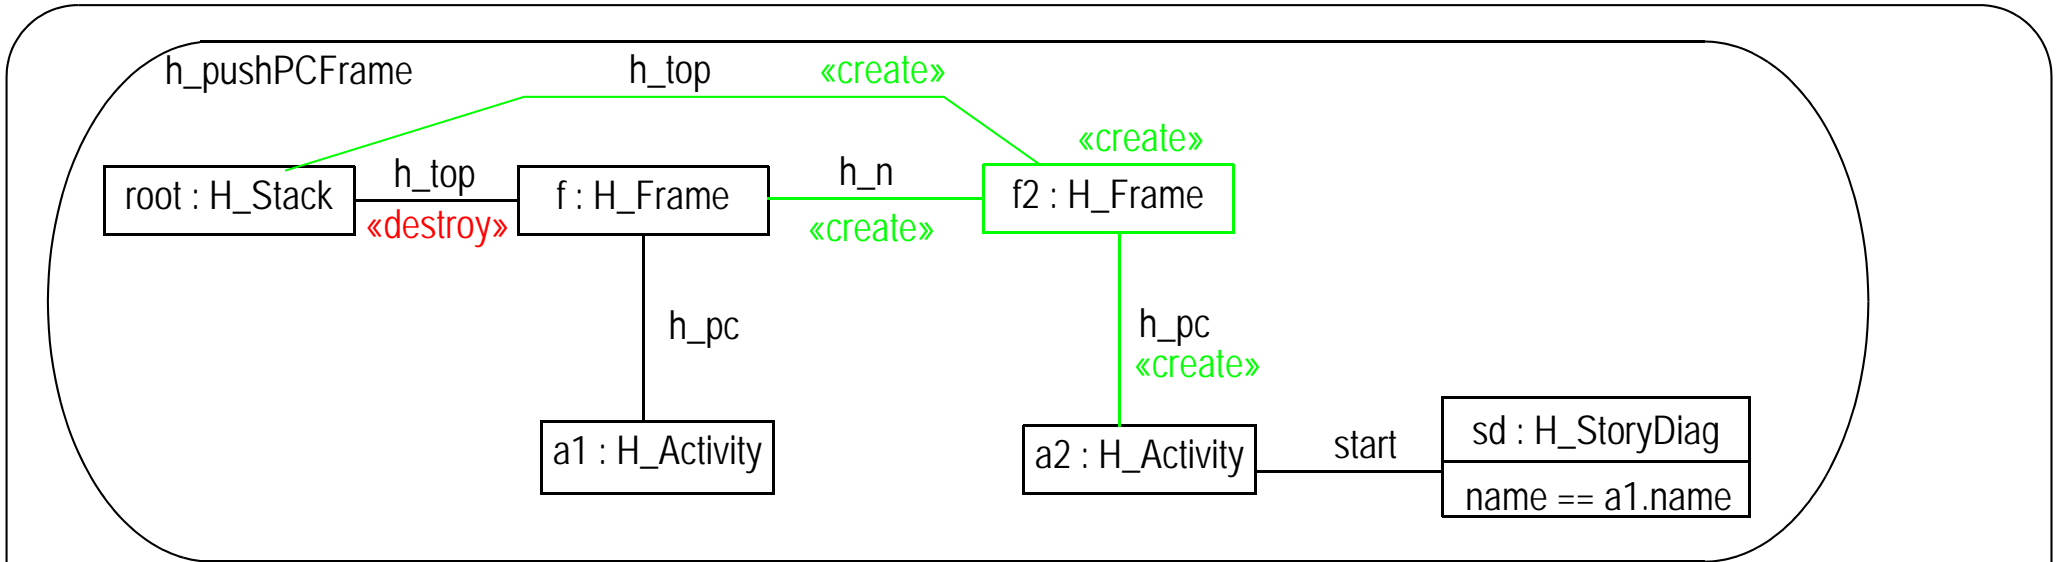 h_pushPCFrame
h_top
«create»
«create»
root : H_Stack
h_top
«destroy»
f : H_Frame
h_n
«create»
f2 : H_Frame
h_pc
h_pc
«create»
a1 : H_Activity
a2 : H_Activity
start
sd : H_StoryDiag
name == a1.name